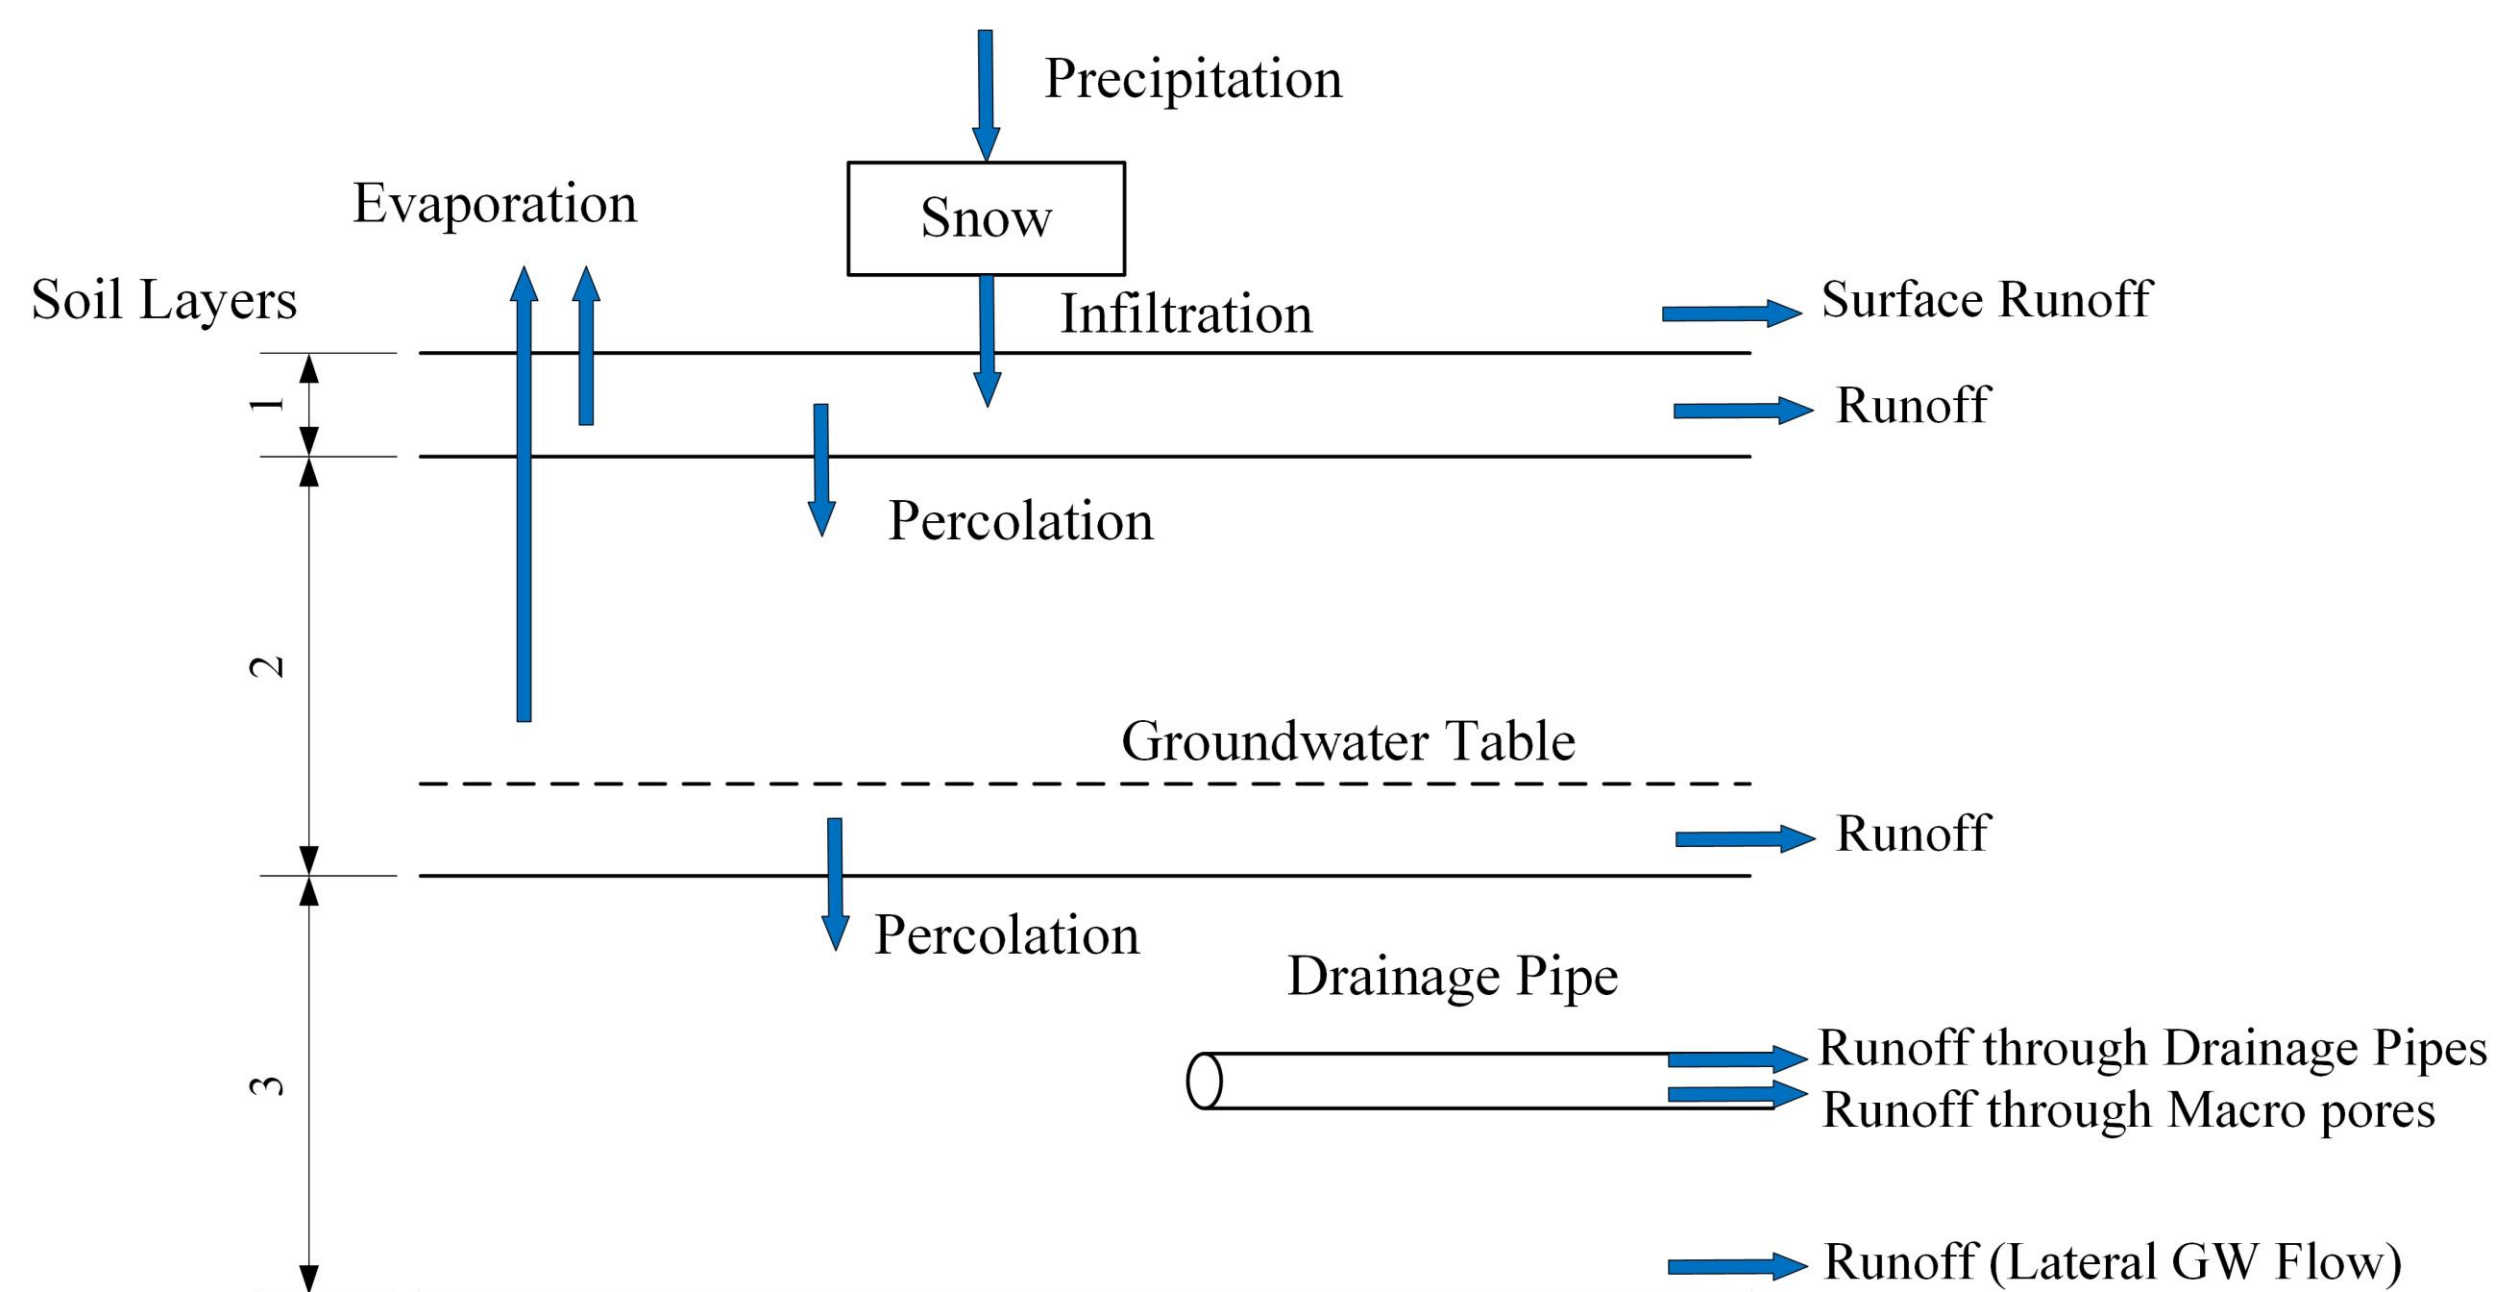 Precipitation
Evaporation
Snow
Soil Layers
Infiltration
Surface Runoff
1
Runoff
Percolation
2
Groundwater Table
Runoff
Percolation
Drainage Pipe
3
Runoff through Drainage Pipes
Runoff through Macro pores
Runoff (Lateral GW Flow)